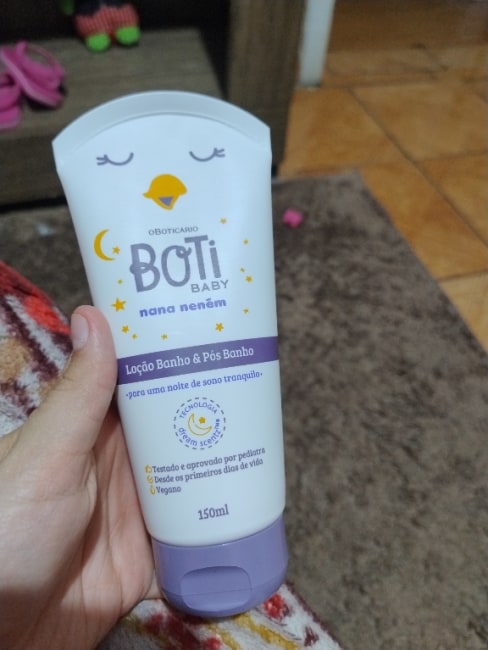 oBOTICÁRIO
BOTi
BABY
nana neném
Loção Banho & Pós Banho
•para uma noite de sono tranquilo•
TECNOLOGIA
dream scentz
Testado e aprovado por pediatra
Desde os primeiros dias de vida
Vegano
150ml